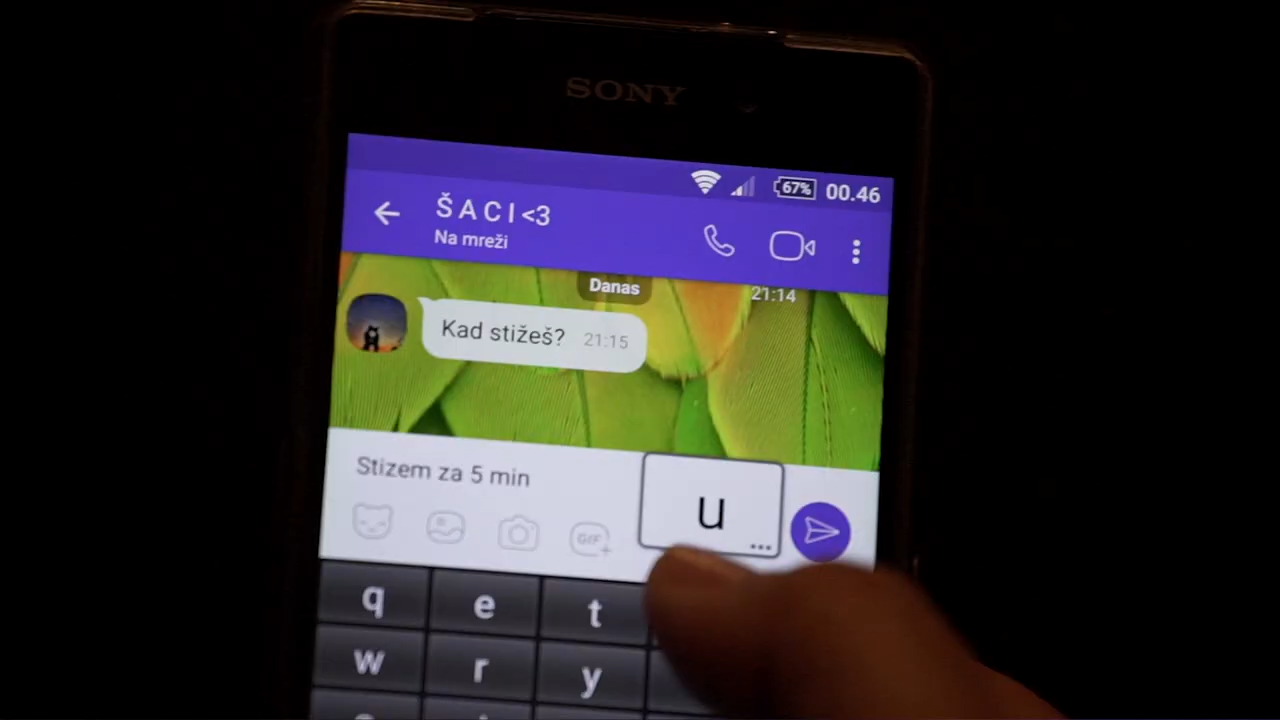 SONY
67% 00.46
Š A C I <3
Na mreži
Danas
21:14
Kad stižeš? 21:15
Stizem za 5 min
u
...
GIF
q e t
w r y